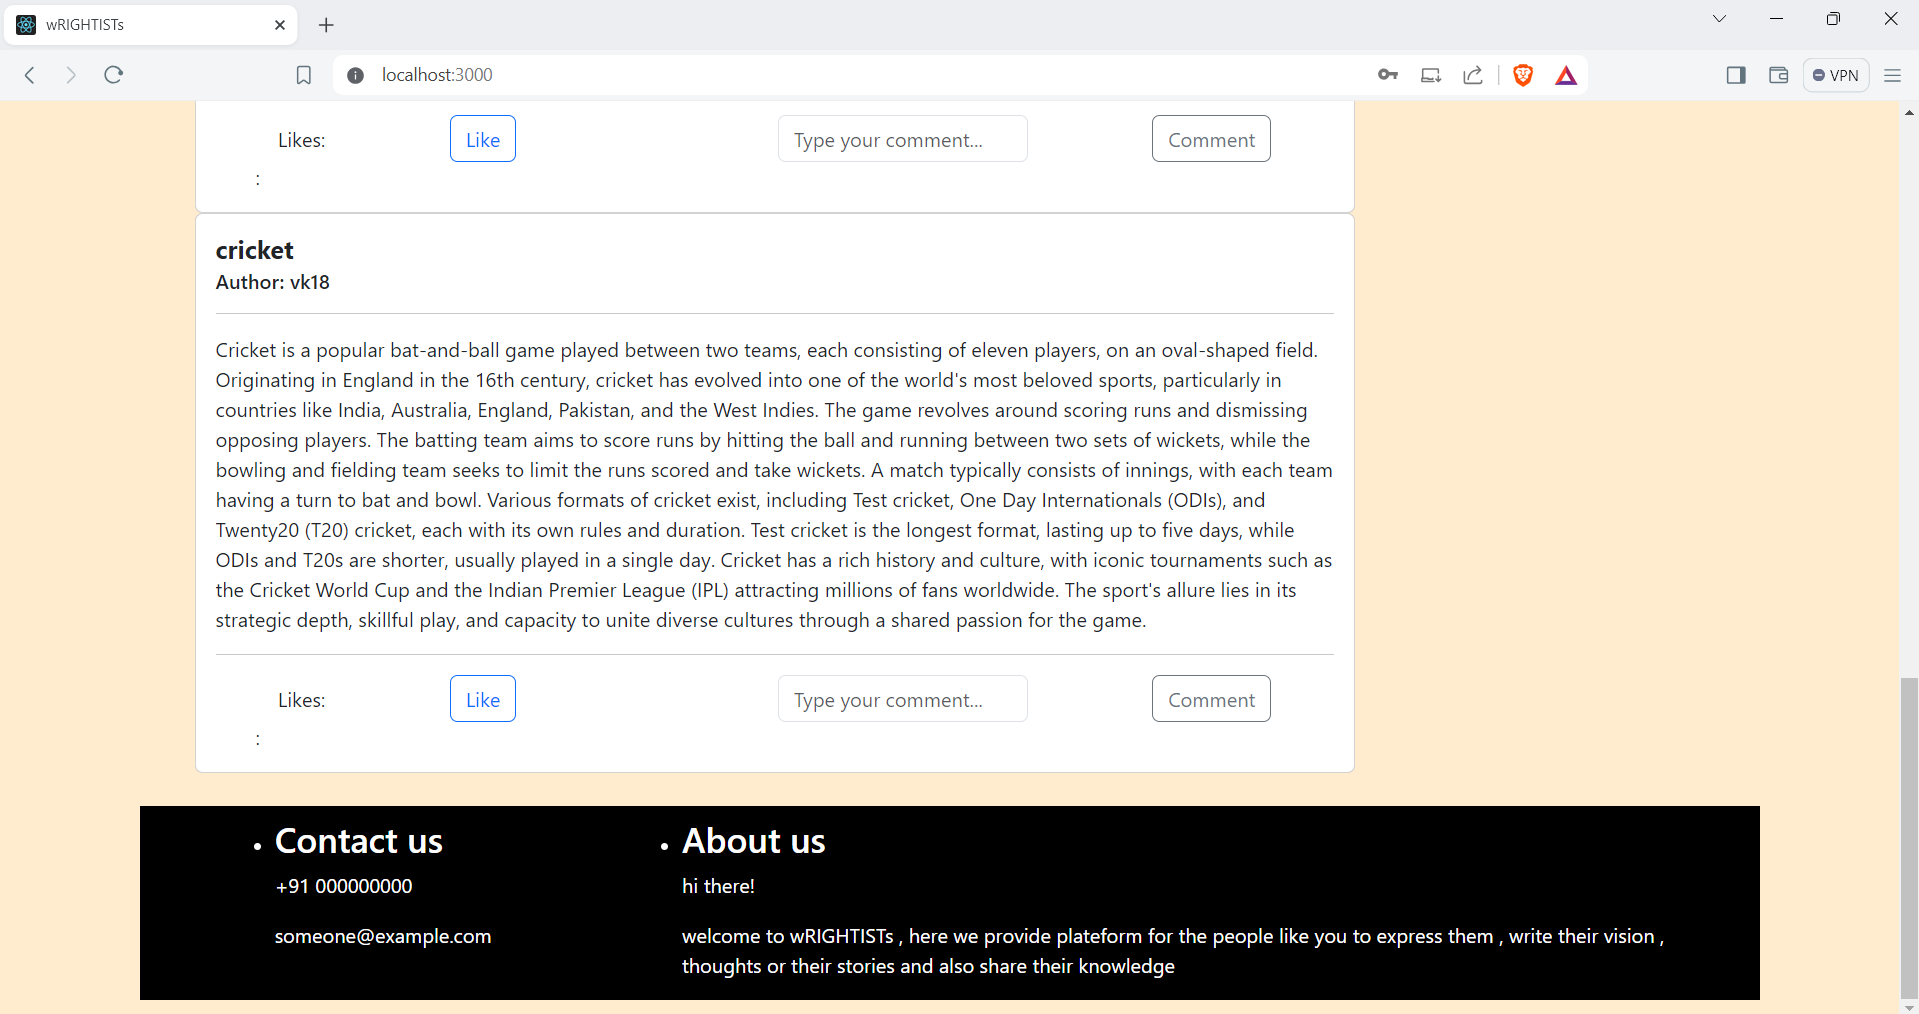 wRIGHTISTs
localhost:3000
VPN
Likes: Like Type your comment... Comment
:
cricket
Author: vk18
Cricket is a popular bat-and-ball game played between two teams, each consisting of eleven players, on an oval-shaped field.
Originating in England in the 16th century, cricket has evolved into one of the world's most beloved sports, particularly in
countries like India, Australia, England, Pakistan, and the West Indies. The game revolves around scoring runs and dismissing
opposing players. The batting team aims to score runs by hitting the ball and running between two sets of wickets, while the
bowling and fielding team seeks to limit the runs scored and take wickets. A match typically consists of innings, with each team
having a turn to bat and bowl. Various formats of cricket exist, including Test cricket, One Day Internationals (ODIs), and
Twenty20 (T20) cricket, each with its own rules and duration. Test cricket is the longest format, lasting up to five days, while
ODIs and T20s are shorter, usually played in a single day. Cricket has a rich history and culture, with iconic tournaments such as
the Cricket World Cup and the Indian Premier League (IPL) attracting millions of fans worldwide. The sport's allure lies in its
strategic depth, skillful play, and capacity to unite diverse cultures through a shared passion for the game.
Likes: Like Type your comment... Comment
:
• Contact us
+91 000000000
someone@example.com
• About us
hi there!
welcome to wRIGHTISTs , here we provide plateform for the people like you to express them , write their vision ,
thoughts or their stories and also share their knowledge